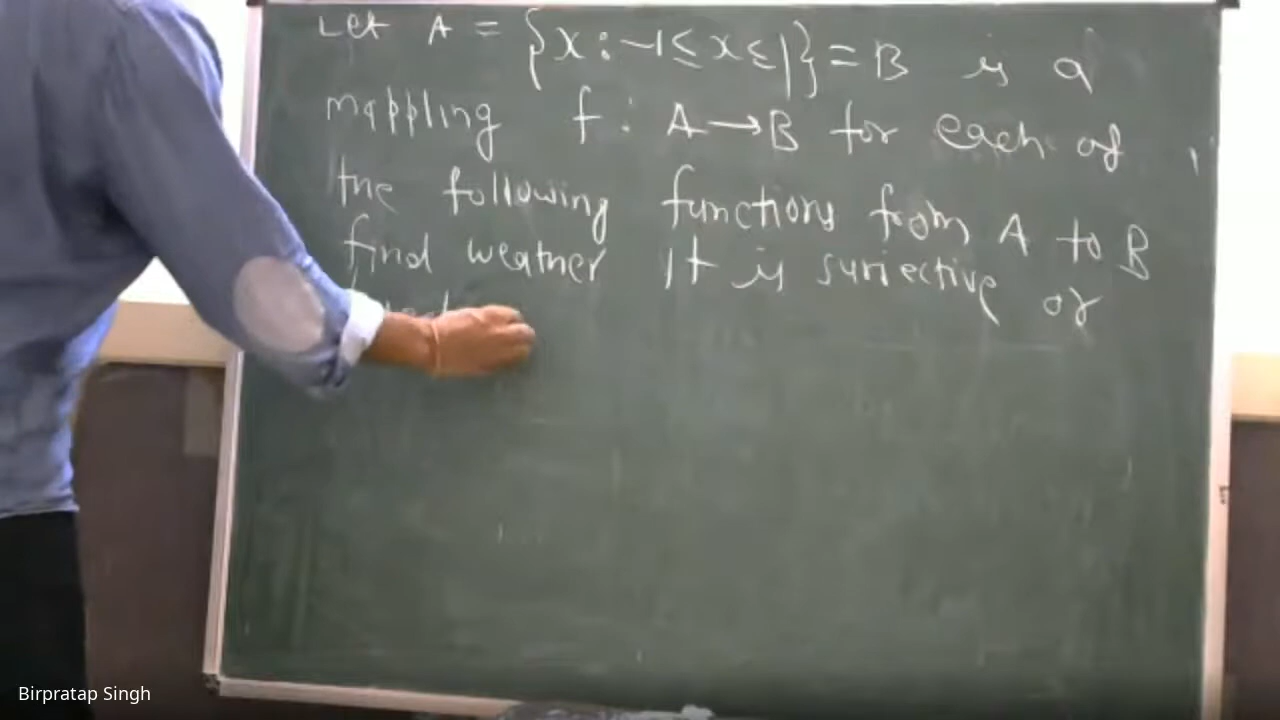 Let A = {x : -1 ≤ x ≤ 1} = B is a
mappling f : A → B for each of
the following functions from A to B
find weather it is surjective or
Birpratap Singh